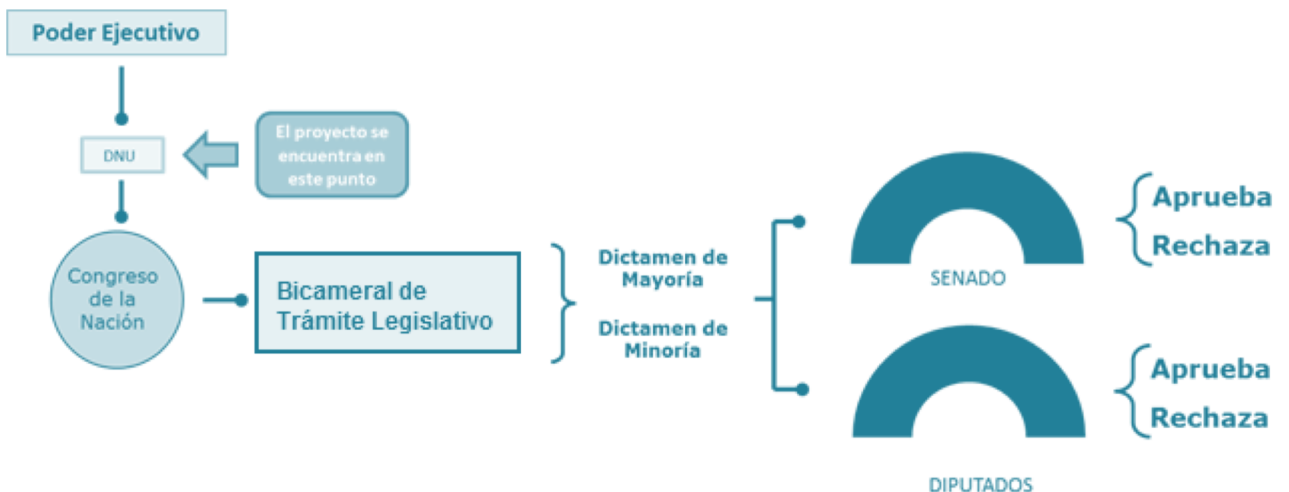 Poder Ejecutivo
DNU
El proyecto se
encuentra en
este punto
Congreso
de la
Nación
Bicameral de
Trámite Legislativo
Dictamen de
Mayoría
Dictamen de
Minoría
SENADO
Aprueba
Rechaza
DIPUTADOS
Aprueba
Rechaza